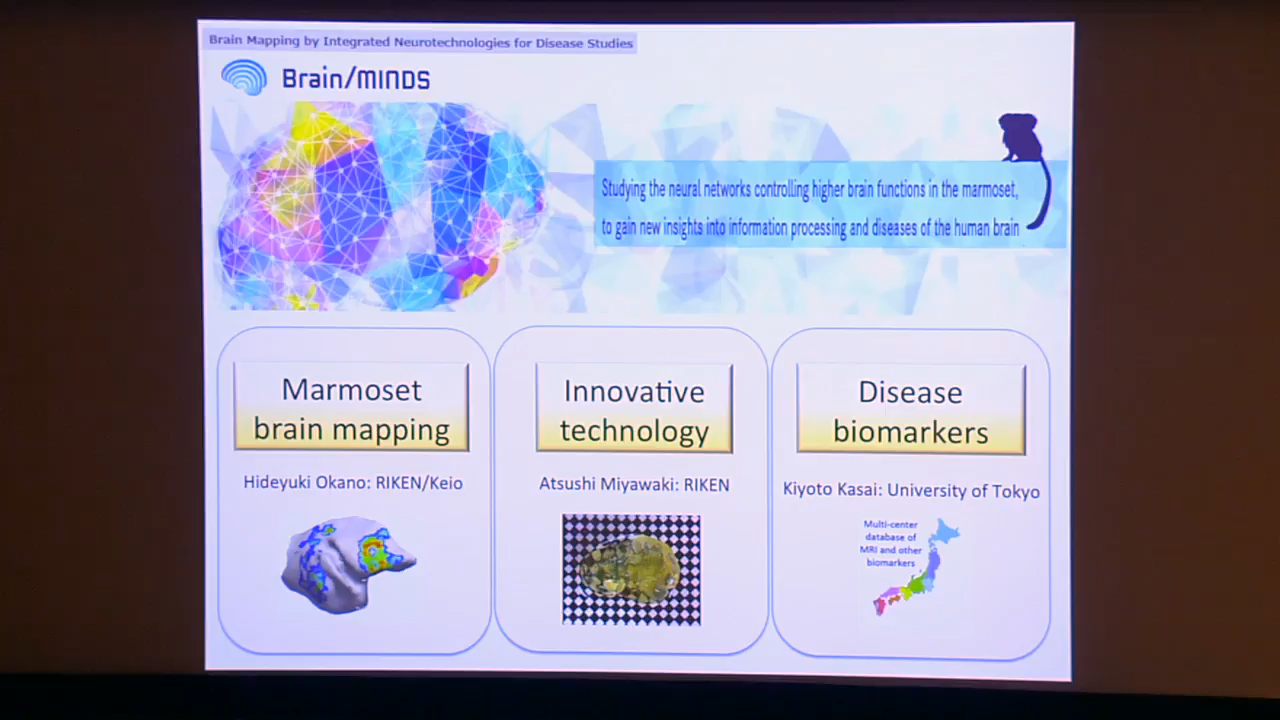 Brain Mapping by Integrated Neurotechnologies for Disease Studies
Brain/MINDS
Studying the neural networks controlling higher brain functions in the marmoset,
to gain new insights into information processing and diseases of the human brain
Marmoset
brain mapping
Hideyuki Okano: RIKEN/Keio
Innovative
technology
Atsushi Miyawaki: RIKEN
Disease
biomarkers
Kiyoto Kasai: University of Tokyo
Multi-center
database of
MRI and other
biomarkers